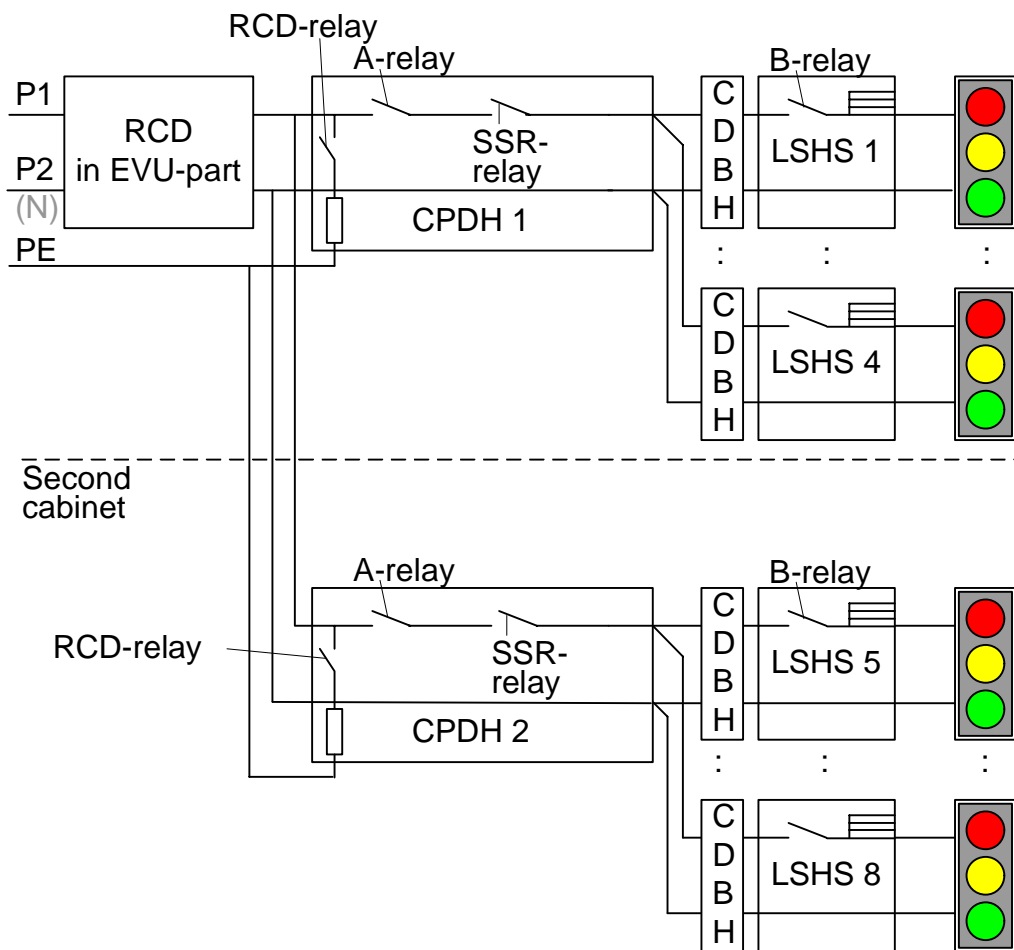 RCD-relay
A-relay
B-relay
P1
RCD
in EVU-part
P2
(N)
PE
SSR-
relay
CPDH 1
C
D
B
H
LSHS 1
:
:
:
C
D
B
H
LSHS 4
Second
cabinet
A-relay
B-relay
RCD-relay
SSR-
relay
CPDH 2
C
D
B
H
LSHS 5
:
:
:
C
D
B
H
LSHS 8